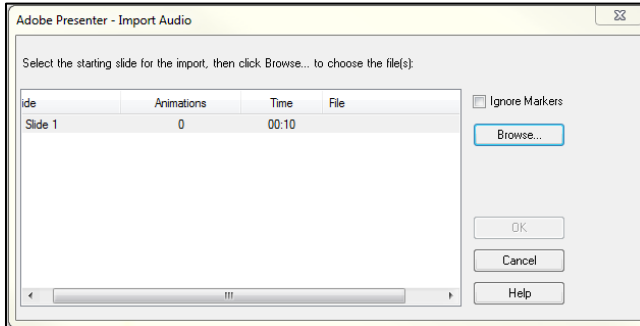 Adobe Presenter - Import Audio
Select the starting slide for the import, then click Browse... to choose the file(s):
ide Animations Time File
Slide 1 0 00:10
Ignore Markers
Browse...
OK
Cancel
Help